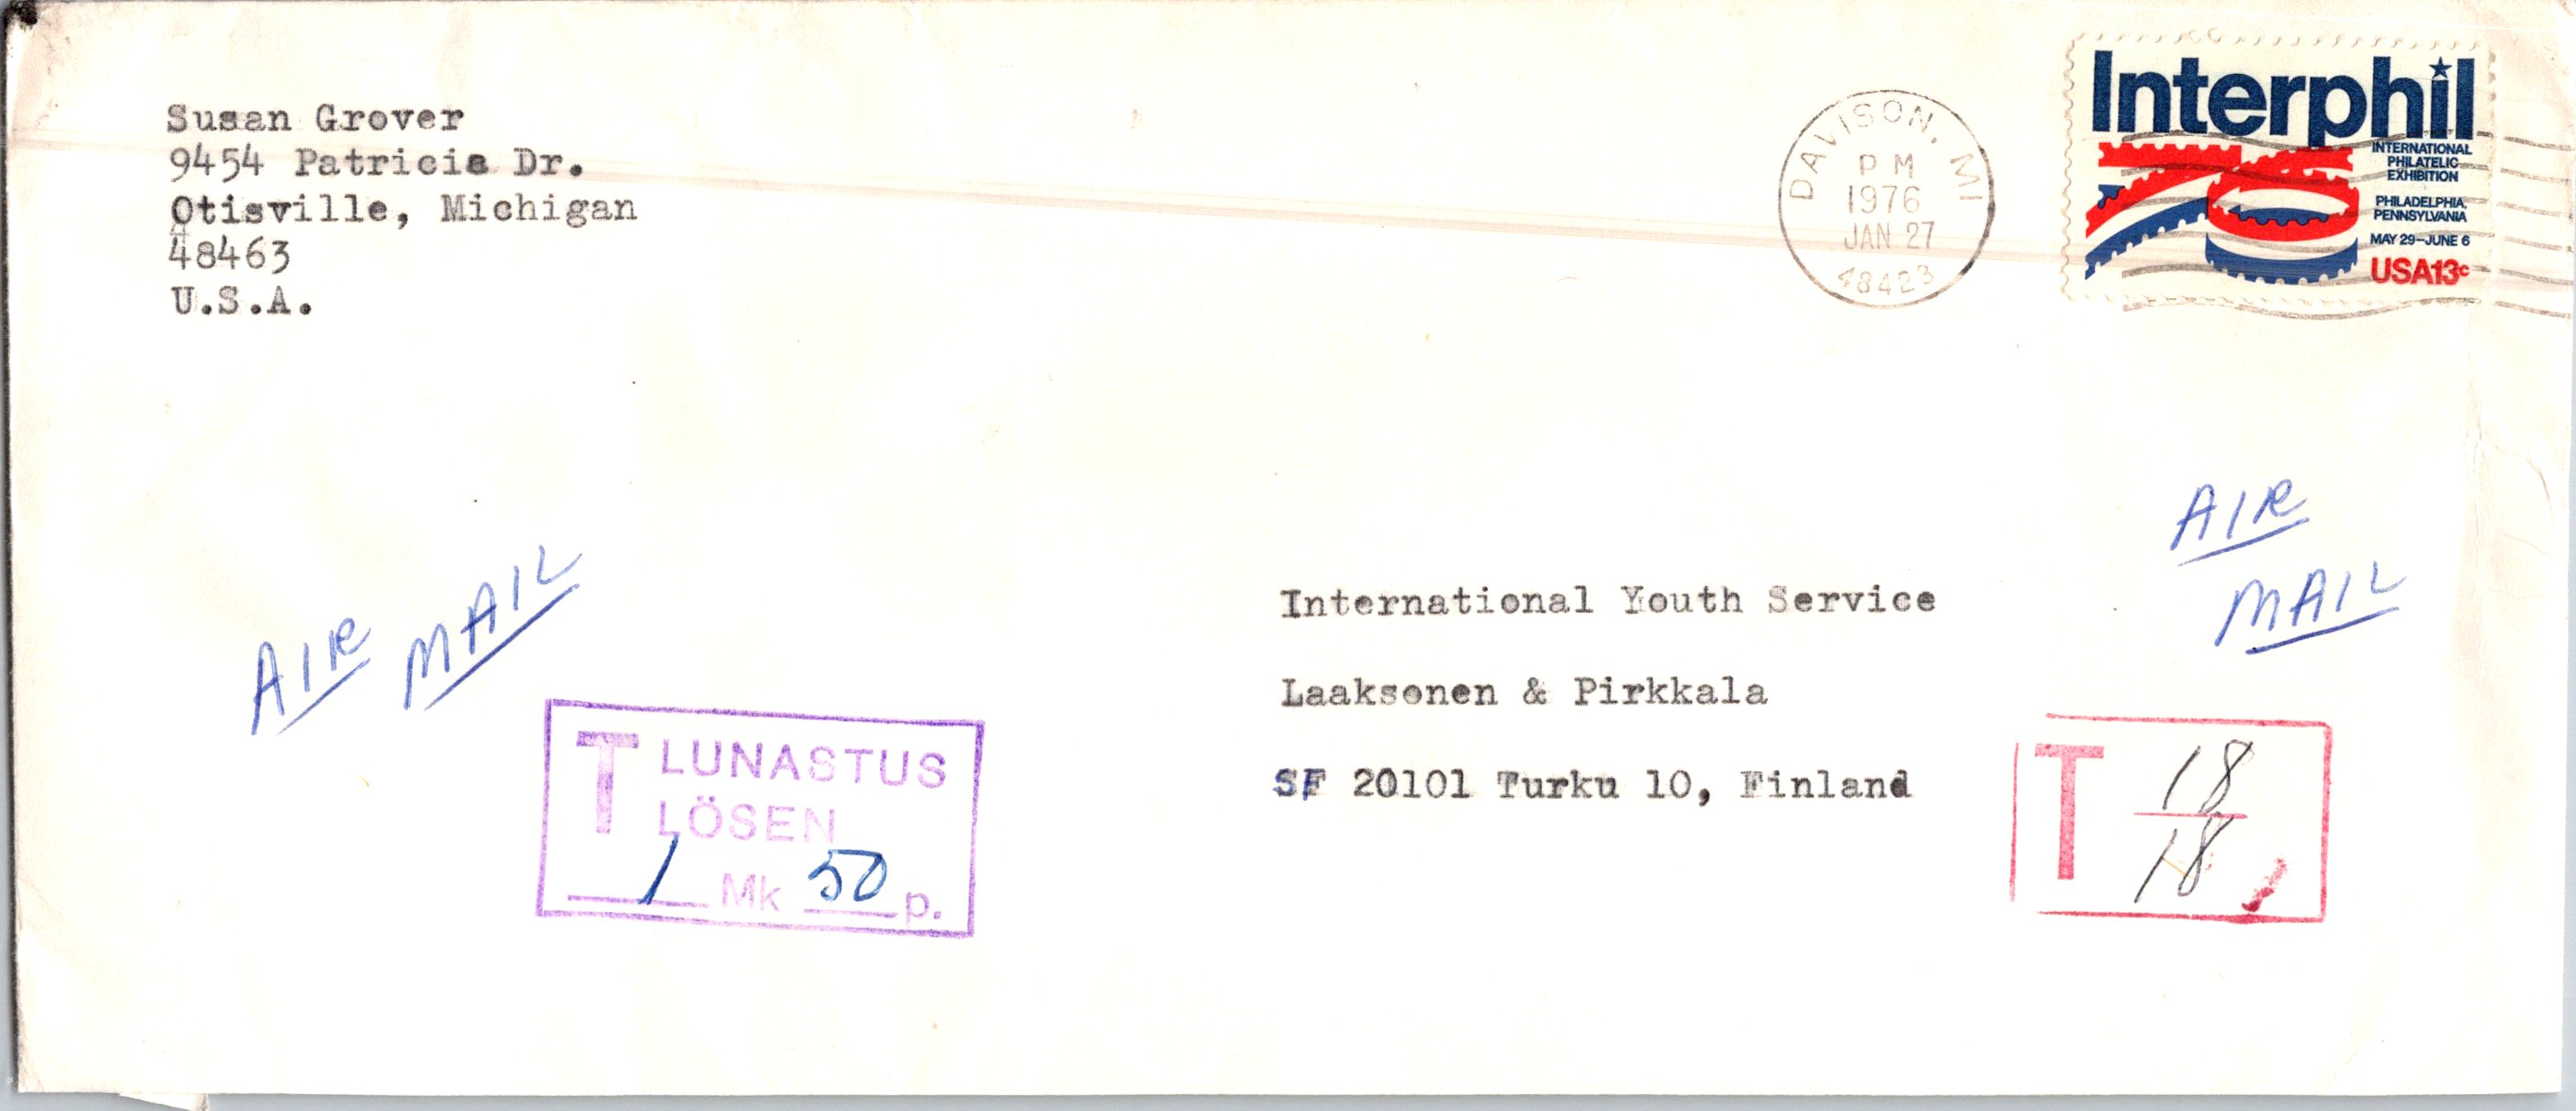 Susan Grover
9454 Patricia Dr.
Otisville, Michigan
48463
U.S.A.
DAVISON, MI
PM
1976
JAN 27
48423
Interphil
76
INTERNATIONAL
PHILATELIC
EXHIBITION
PHILADELPHIA,
PENNSYLVANIA
MAY 29–JUNE 6
USA13c
AIR MAIL
AIR
MAIL
International Youth Service
Laaksonen & Pirkkala
SF 20101 Turku 10, Finland
T LUNASTUS
LÖSEN
1 Mk 50 p.
T 18
18